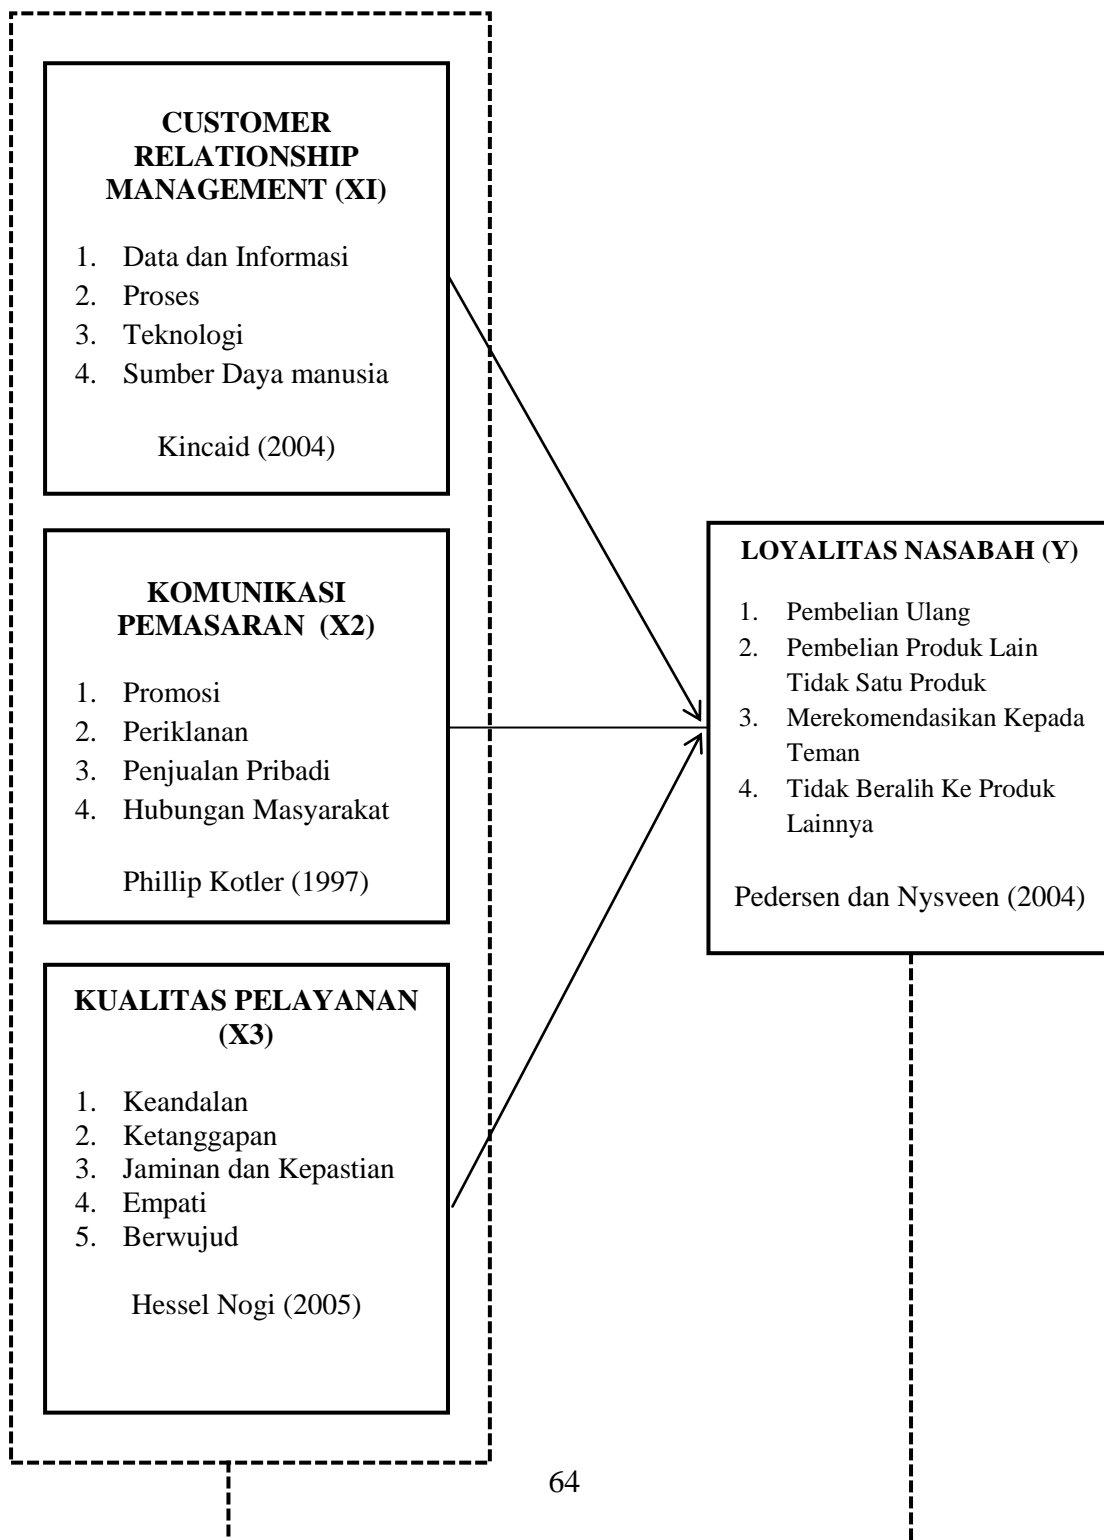 CUSTOMER
RELATIONSHIP
MANAGEMENT (XI)
1. Data dan Informasi
2. Proses
3. Teknologi
4. Sumber Daya manusia
Kincaid (2004)
KOMUNIKASI
PEMASARAN (X2)
1. Promosi
2. Periklanan
3. Penjualan Pribadi
4. Hubungan Masyarakat
Phillip Kotler (1997)
KUALITAS PELAYANAN
(X3)
1. Keandalan
2. Ketanggapan
3. Jaminan dan Kepastian
4. Empati
5. Berwujud
Hessel Nogi (2005)
LOYALITAS NASABAH (Y)
1. Pembelian Ulang
2. Pembelian Produk Lain
Tidak Satu Produk
3. Merekomendasikan Kepada
Teman
4. Tidak Beralih Ke Produk
Lainnya
Pedersen dan Nysveen (2004)
64